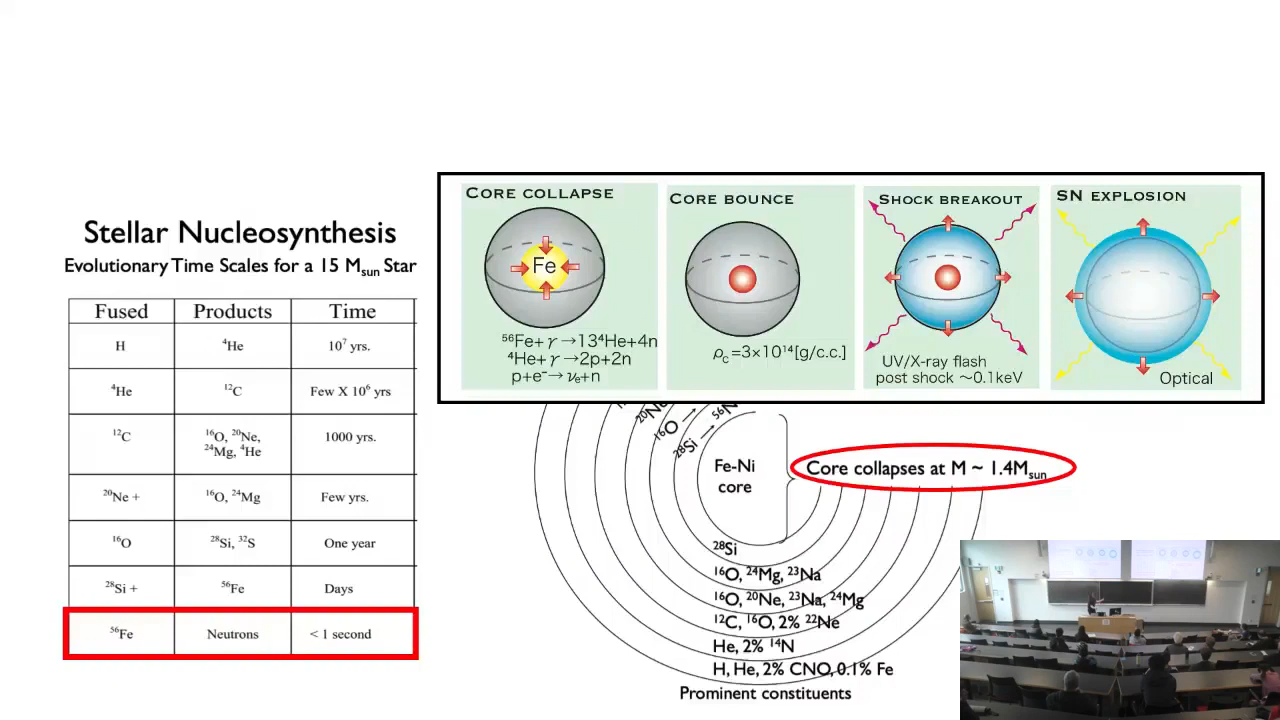 Stellar Nucleosynthesis
Evolutionary Time Scales for a 15 Msun Star
Fused Products Time
H ⁴He 10⁷ yrs.
⁴He ¹²C Few X 10⁶ yrs
¹²C ¹⁶O, ²⁰Ne, 1000 yrs.
²⁴Mg, ⁴He
²⁰Ne + ¹⁶O, ²⁴Mg Few yrs.
¹⁶O ²⁸Si, ³²S One year
²⁸Si + ⁵⁶Fe Days
⁵⁶Fe Neutrons < 1 second
CORE COLLAPSE
Fe
⁵⁶Fe+γ→13⁴He+4n
⁴He+γ→2p+2n
p+e⁻→νe+n
CORE BOUNCE
ρc=3×10¹⁴[g/c.c.]
SHOCK BREAKOUT
UV/X-ray flash
post shock ~0.1keV
SN EXPLOSION
Optical
²⁰Ne
¹⁶O →
²⁸Si → ⁵⁶N
Fe-Ni
core
Core collapses at M ~ 1.4Msun
²⁸Si
¹⁶O, ²⁴Mg, ²³Na
¹⁶O, ²⁰Ne, ²³Na, ²⁴Mg
¹²C, ¹⁶O, 2% ²²Ne
He, 2% ¹⁴N
H, He, 2% CNO, 0.1% Fe
Prominent constituents